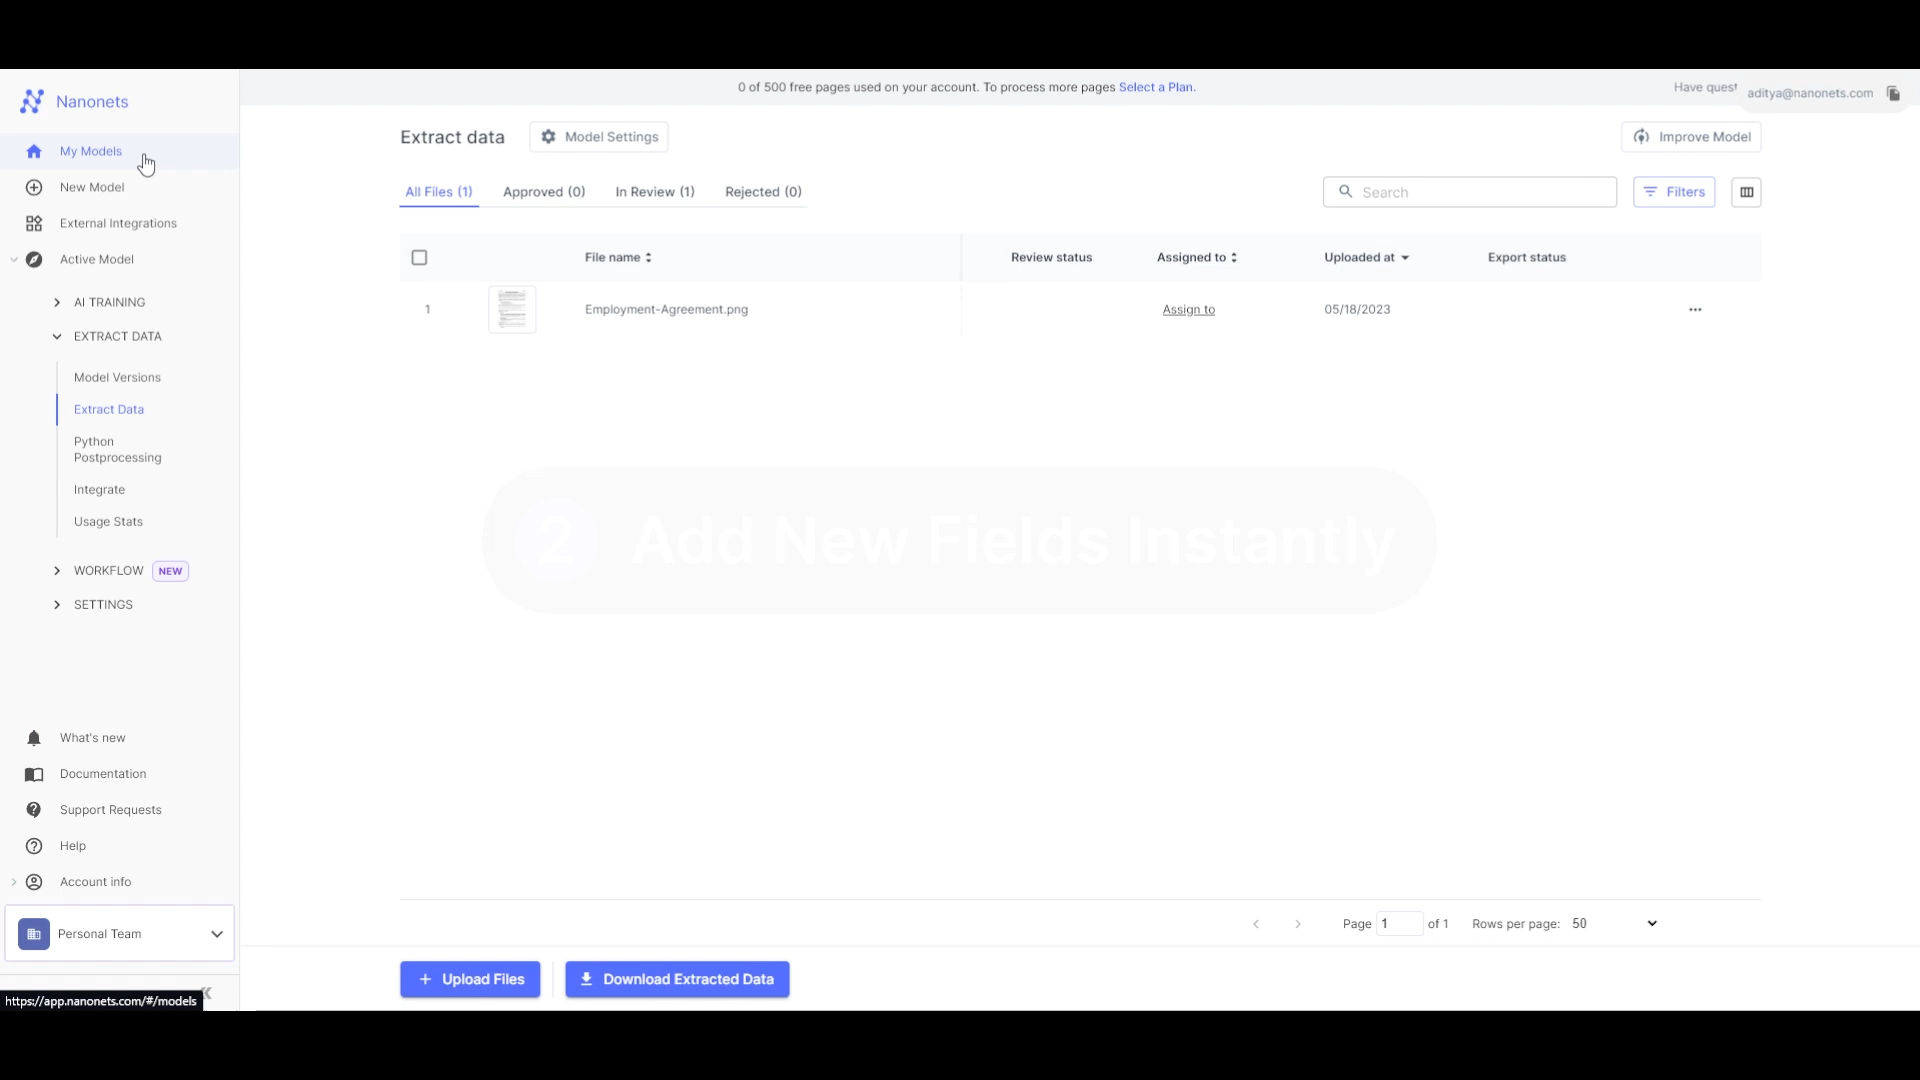 0 of 500 free pages used on your account. To process more pages Select a Plan.
Have quest
aditya@nanonets.com
Nanonets
My Models
New Model
External Integrations
Active Model
AI TRAINING
EXTRACT DATA
Model Versions
Extract Data
Python
Postprocessing
Integrate
Usage Stats
WORKFLOW NEW
SETTINGS
What's new
Documentation
Support Requests
Help
Account info
Personal Team
https://app.nanonets.com/#/models
Extract data
Model Settings
Improve Model
All Files (1)
Approved (0)
In Review (1)
Rejected (0)
Search
Filters
File name
Review status
Assigned to
Uploaded at
Export status
1
Employment-Agreement.png
Assign to
05/18/2023
2 Add New Fields Instantly
Page 1 of 1
Rows per page: 50
+ Upload Files
Download Extracted Data